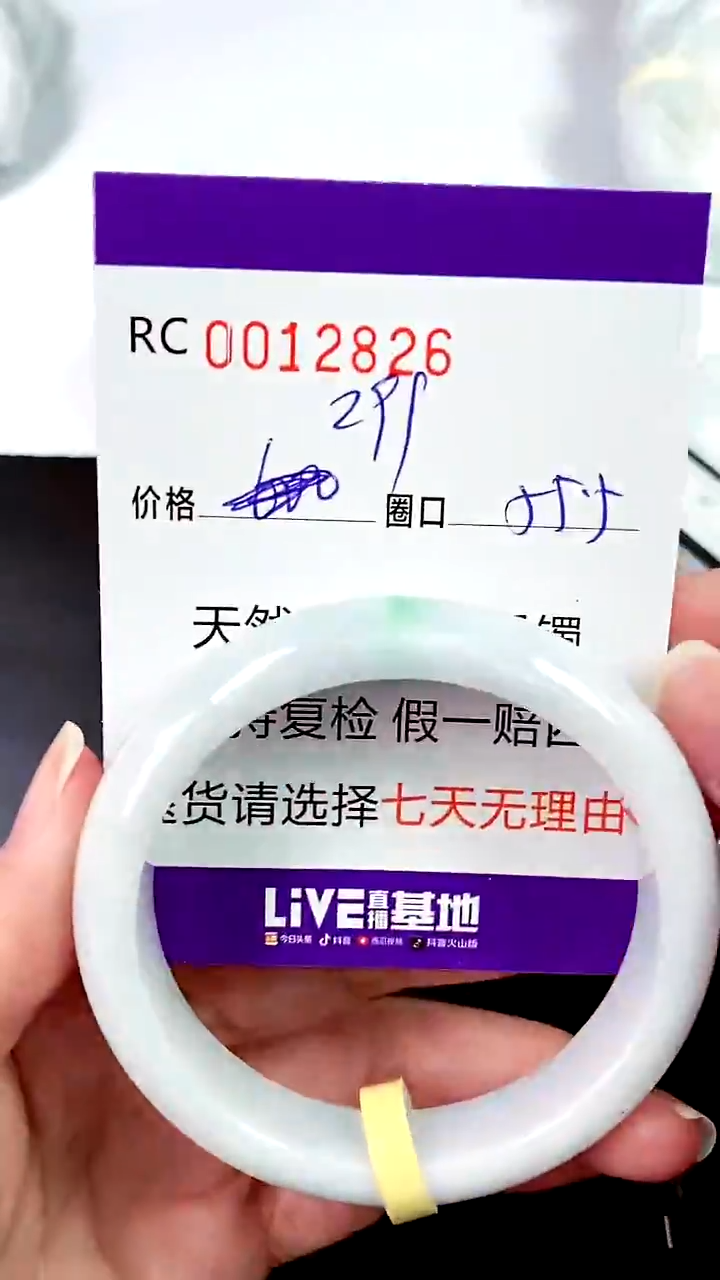 RC 0012826
299
价格 圈口
天然 镯
复检 假一赔
货请选择七天无理由
LiVE直播基地
今日头条 抖音 西瓜视频 抖音火山版